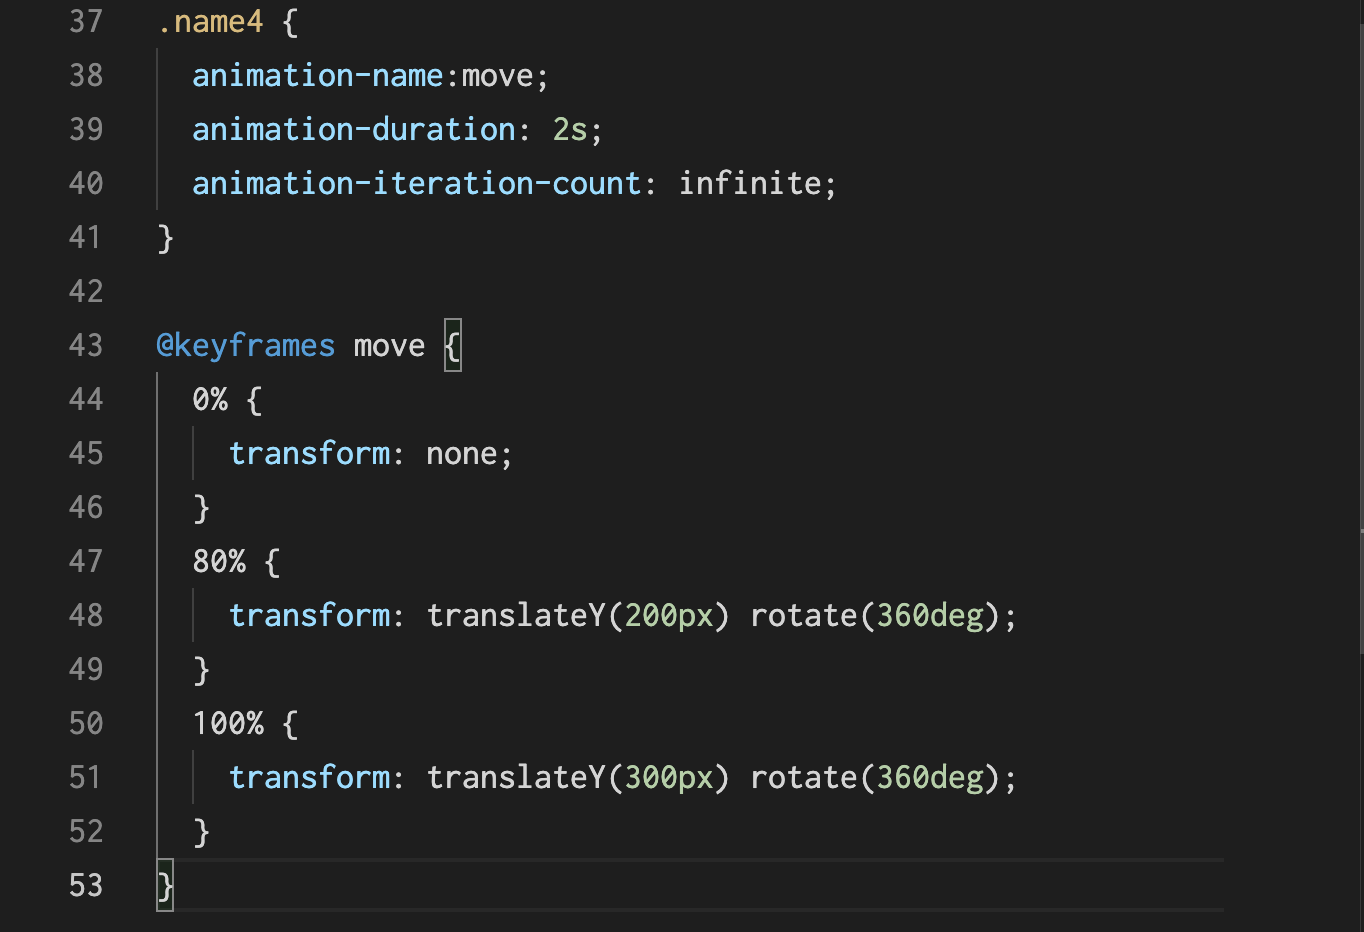 37 .name4 {
38 animation-name:move;
39 animation-duration: 2s;
40 animation-iteration-count: infinite;
41 }
42
43 @keyframes move {
44 0% {
45 transform: none;
46 }
47 80% {
48 transform: translateY(200px) rotate(360deg);
49 }
50 100% {
51 transform: translateY(300px) rotate(360deg);
52 }
53 }